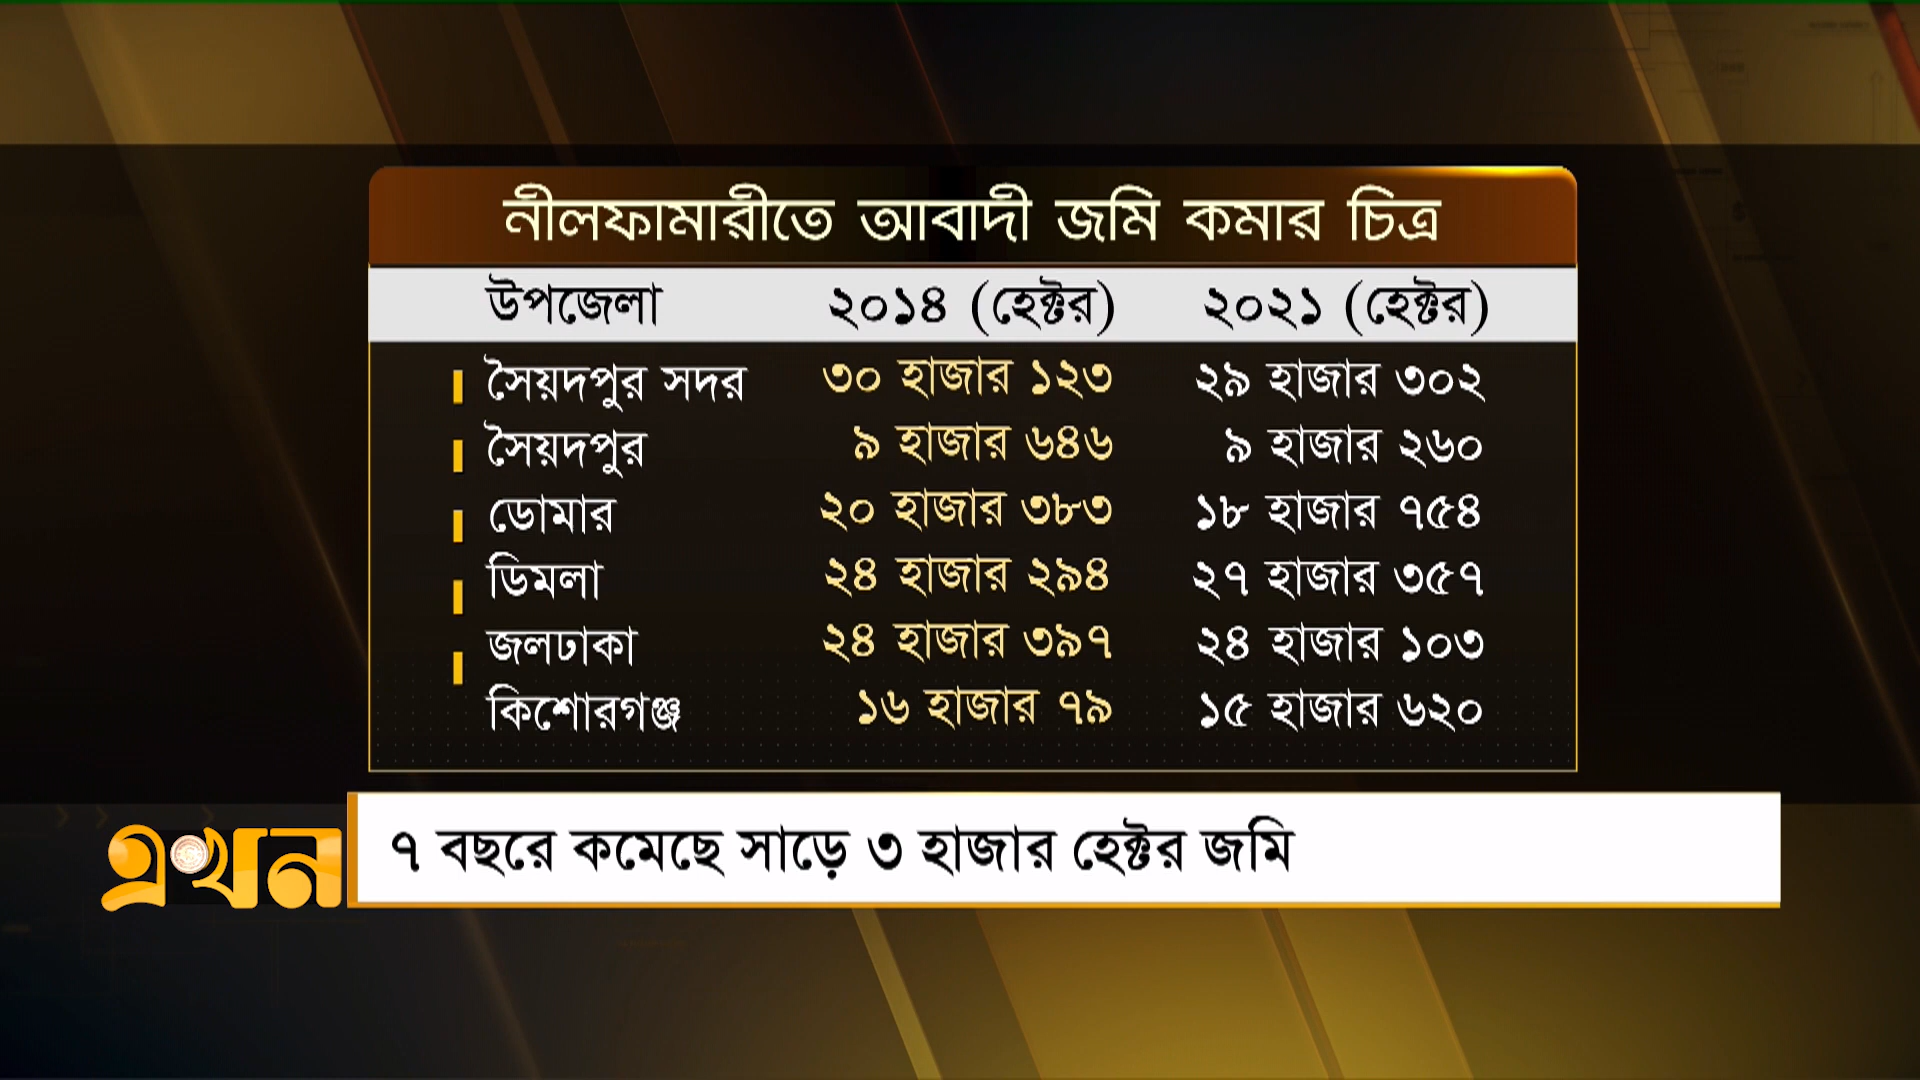 নীলফামারীতে আবাদী জমি কমার চিত্র
উপজেলা ২০১৪ (হেক্টর) ২০২১ (হেক্টর)
সৈয়দপুর সদর ৩০ হাজার ১২৩ ২৯ হাজার ৩০২
সৈয়দপুর ৯ হাজার ৬৪৬ ৯ হাজার ২৬০
ডোমার ২০ হাজার ৩৮৩ ১৮ হাজার ৭৫৪
ডিমলা ২৪ হাজার ২৯৪ ২৭ হাজার ৩৫৭
জলঢাকা ২৪ হাজার ৩৯৭ ২৪ হাজার ১০৩
কিশোরগঞ্জ ১৬ হাজার ৭৯ ১৫ হাজার ৬২০
এখন ৭ বছরে কমেছে সাড়ে ৩ হাজার হেক্টর জমি